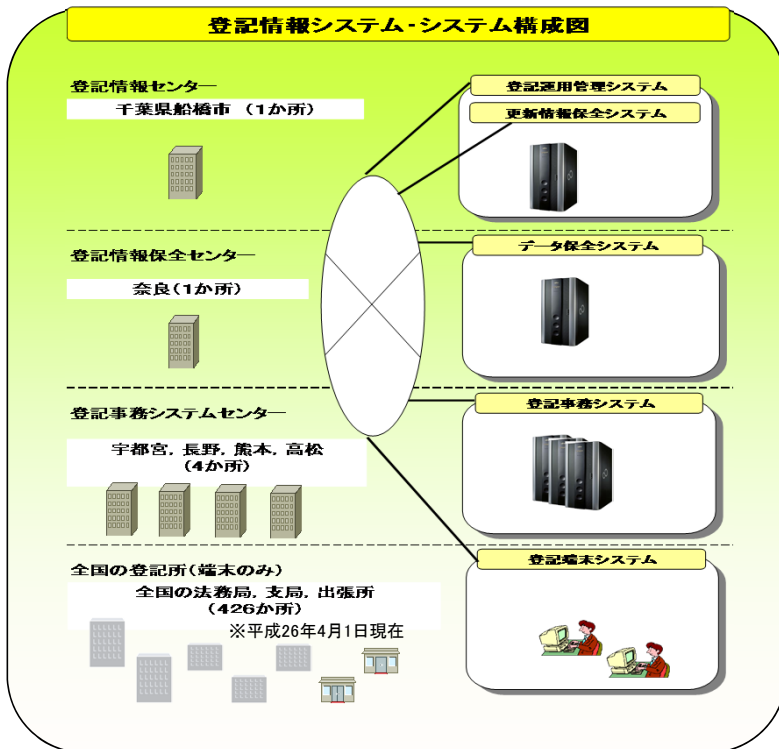 登記情報システム・システム構成図
登記情報センター
千葉県船橋市 (1か所)
登記運用管理システム
更新情報保全システム
登記情報保全センター
奈良(1か所)
データ保全システム
登記事務システムセンター
宇都宮, 長野, 熊本, 高松
(4か所)
登記事務システム
全国の登記所(端末のみ)
全国の法務局, 支局, 出張所
(426か所)
※平成26年4月1日現在
登記端末システム